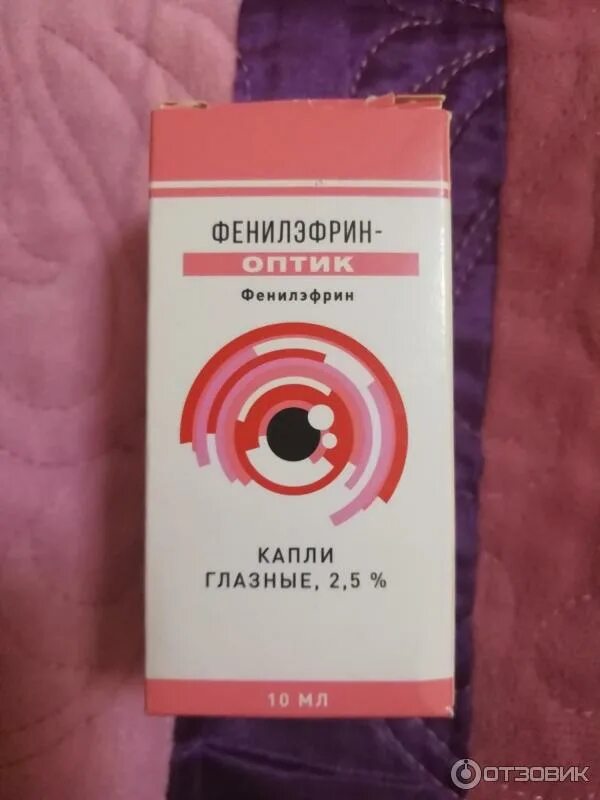 ФЕНИЛЭФРИН-
ОПТИК
Фенилэфрин
КАПЛИ
ГЛАЗНЫЕ, 2,5 %
10 МЛ
ОТЗОВИК